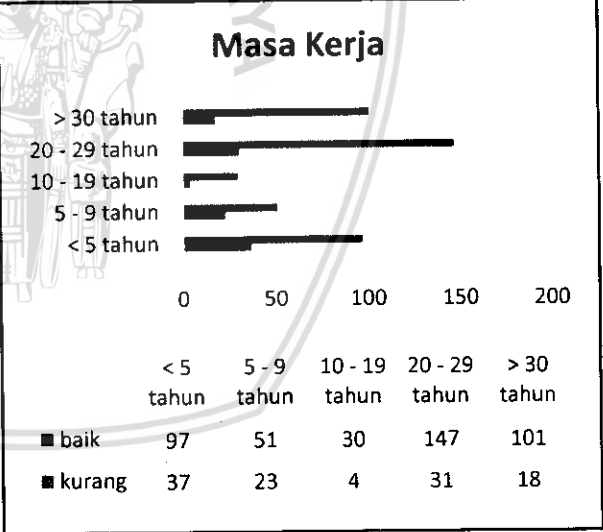 Masa Kerja
> 30 tahun
20 - 29 tahun
10 - 19 tahun
5 - 9 tahun
< 5 tahun
0 50 100 150 200
< 5 5 - 9 10 - 19 20 - 29 > 30
tahun tahun tahun tahun tahun
baik 97 51 30 147 101
kurang 37 23 4 31 18